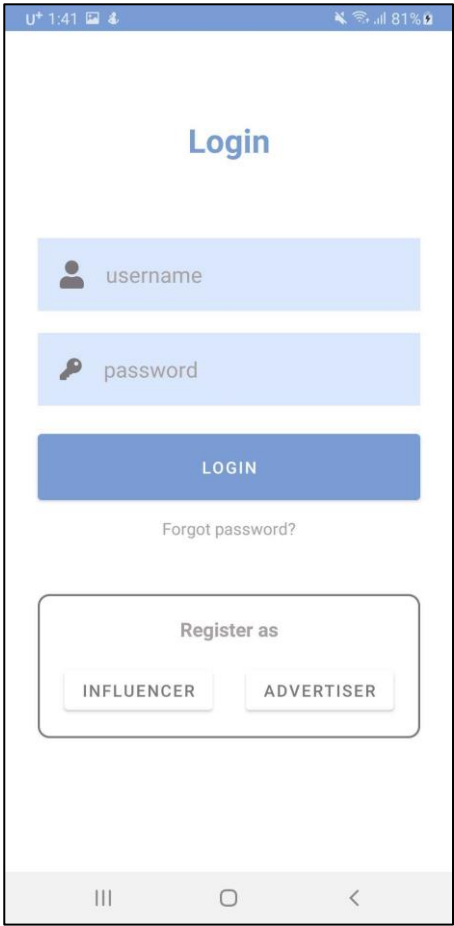 U⁺ 1:41 81%
Login
username
password
LOGIN
Forgot password?
Register as
INFLUENCER ADVERTISER